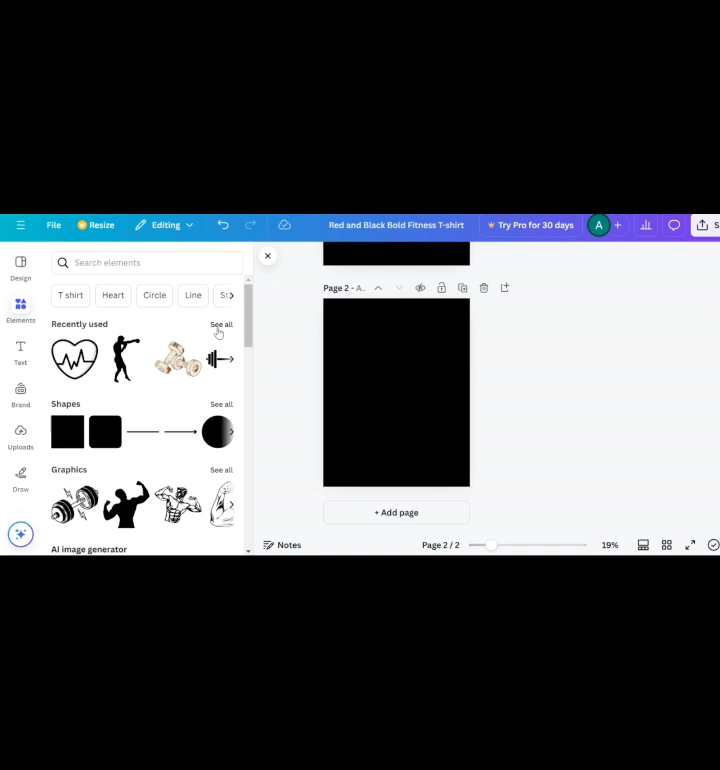 File Resize Editing Red and Black Bold Fitness T-shirt Try Pro for 30 days A + S
Design
Elements
Text
Brand
Uploads
Draw
Search elements
T shirt Heart Circle Line St
Recently used See all
Shapes See all
Graphics See all
AI image generator
Page 2 - A..
+ Add page
Notes Page 2 / 2 19%